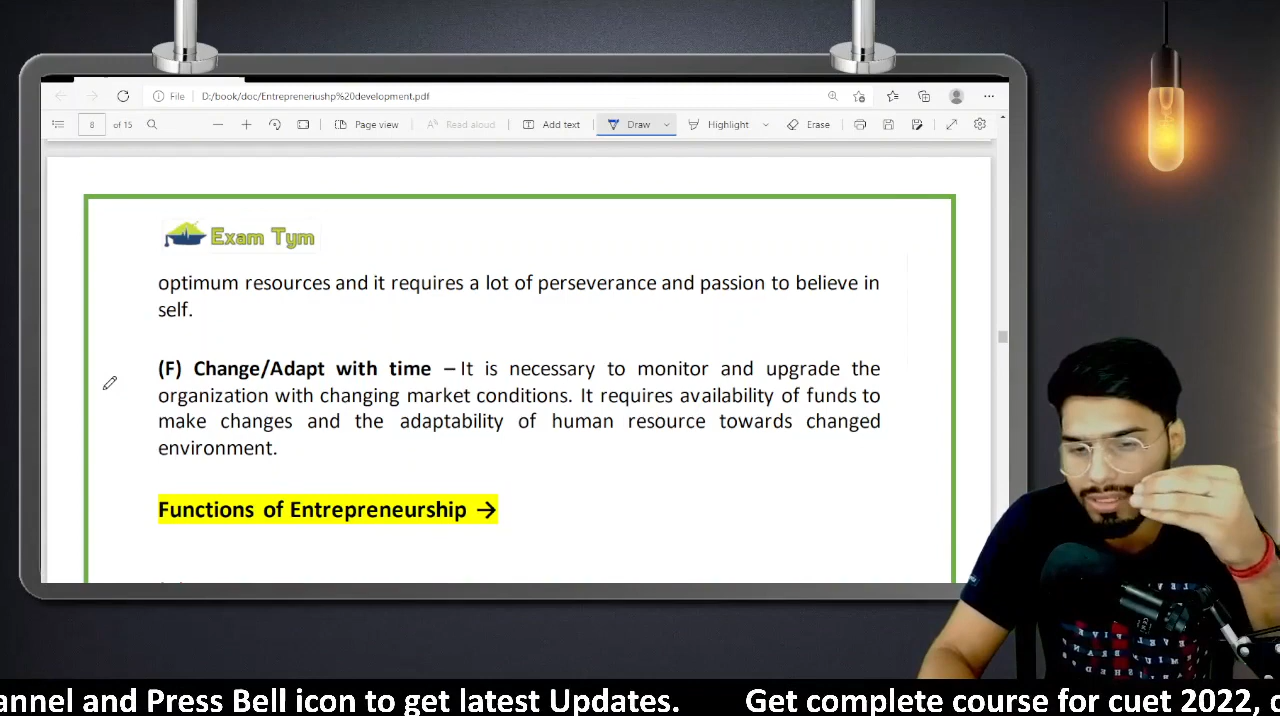 File D:/book/doc/Entrepreneriushp%20development.pdf
8 of 15 Page view Read aloud Add text Draw Highlight Erase
Exam Tym
optimum resources and it requires a lot of perseverance and passion to believe in
self.
(F) Change/Adapt with time – It is necessary to monitor and upgrade the
organization with changing market conditions. It requires availability of funds to
make changes and the adaptability of human resource towards changed
environment.
Functions of Entrepreneurship →
annel and Press Bell icon to get latest Updates. Get complete course for cuet 2022,